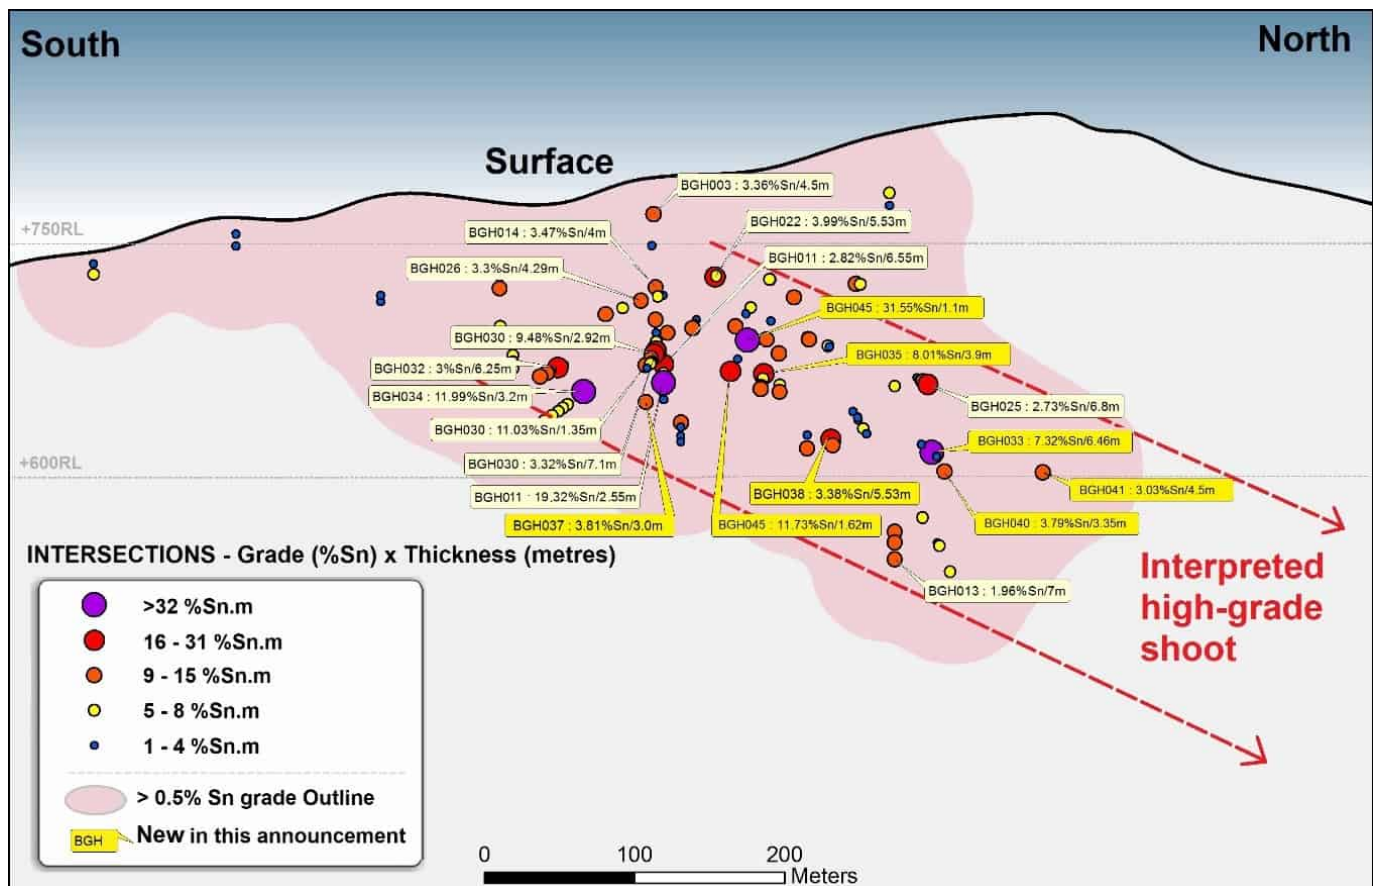 South
North
Surface
BGH003 : 3.36%Sn/4.5m
BGH022 : 3.99%Sn/5.53m
+750RL
BGH014 : 3.47%Sn/4m
BGH011 : 2.82%Sn/6.55m
BGH026 : 3.3%Sn/4.29m
BGH045 : 31.55%Sn/1.1m
BGH030 : 9.48%Sn/2.92m
BGH035 : 8.01%Sn/3.9m
BGH032 : 3%Sn/6.25m
BGH034 : 11.99%Sn/3.2m
BGH025 : 2.73%Sn/6.8m
BGH030 : 11.03%Sn/1.35m
BGH033 : 7.32%Sn/6.46m
+600RL
BGH030 : 3.32%Sn/7.1m
BGH041 : 3.03%Sn/4.5m
BGH011 : 19.32%Sn/2.55m
BGH038 : 3.38%Sn/5.53m
BGH037 : 3.81%Sn/3.0m
BGH045 : 11.73%Sn/1.62m
BGH040 : 3.79%Sn/3.35m
BGH013 : 1.96%Sn/7m
Interpreted
high-grade
shoot
INTERSECTIONS - Grade (%Sn) x Thickness (metres)
>32 %Sn.m
16 - 31 %Sn.m
9 - 15 %Sn.m
5 - 8 %Sn.m
1 - 4 %Sn.m
> 0.5% Sn grade Outline
BGH New in this announcement
0 100 200
Meters